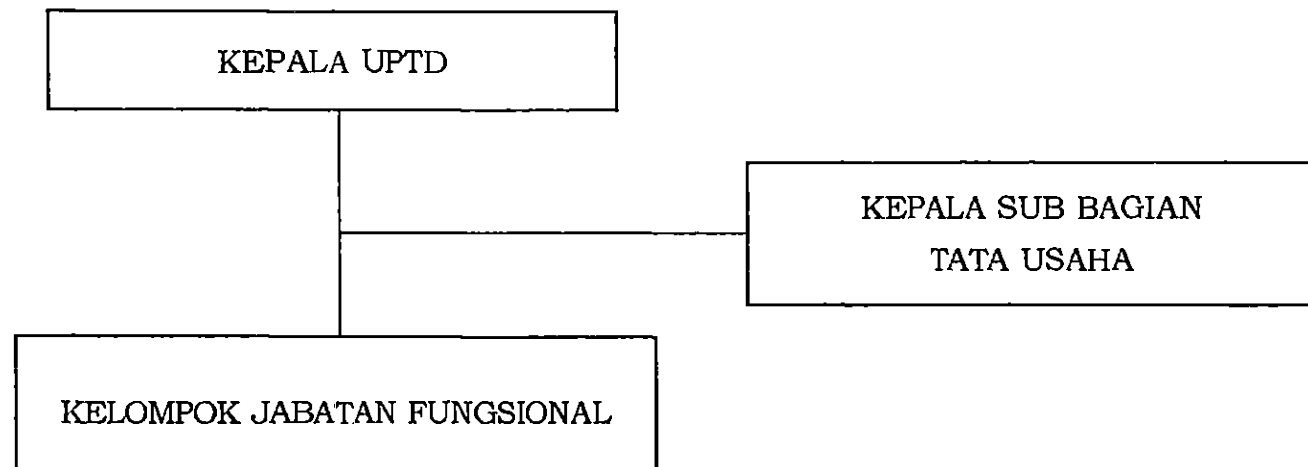 KEPALA UPTD
KEPALA SUB BAGIAN
TATA USAHA
KELOMPOK JABATAN FUNGSIONAL